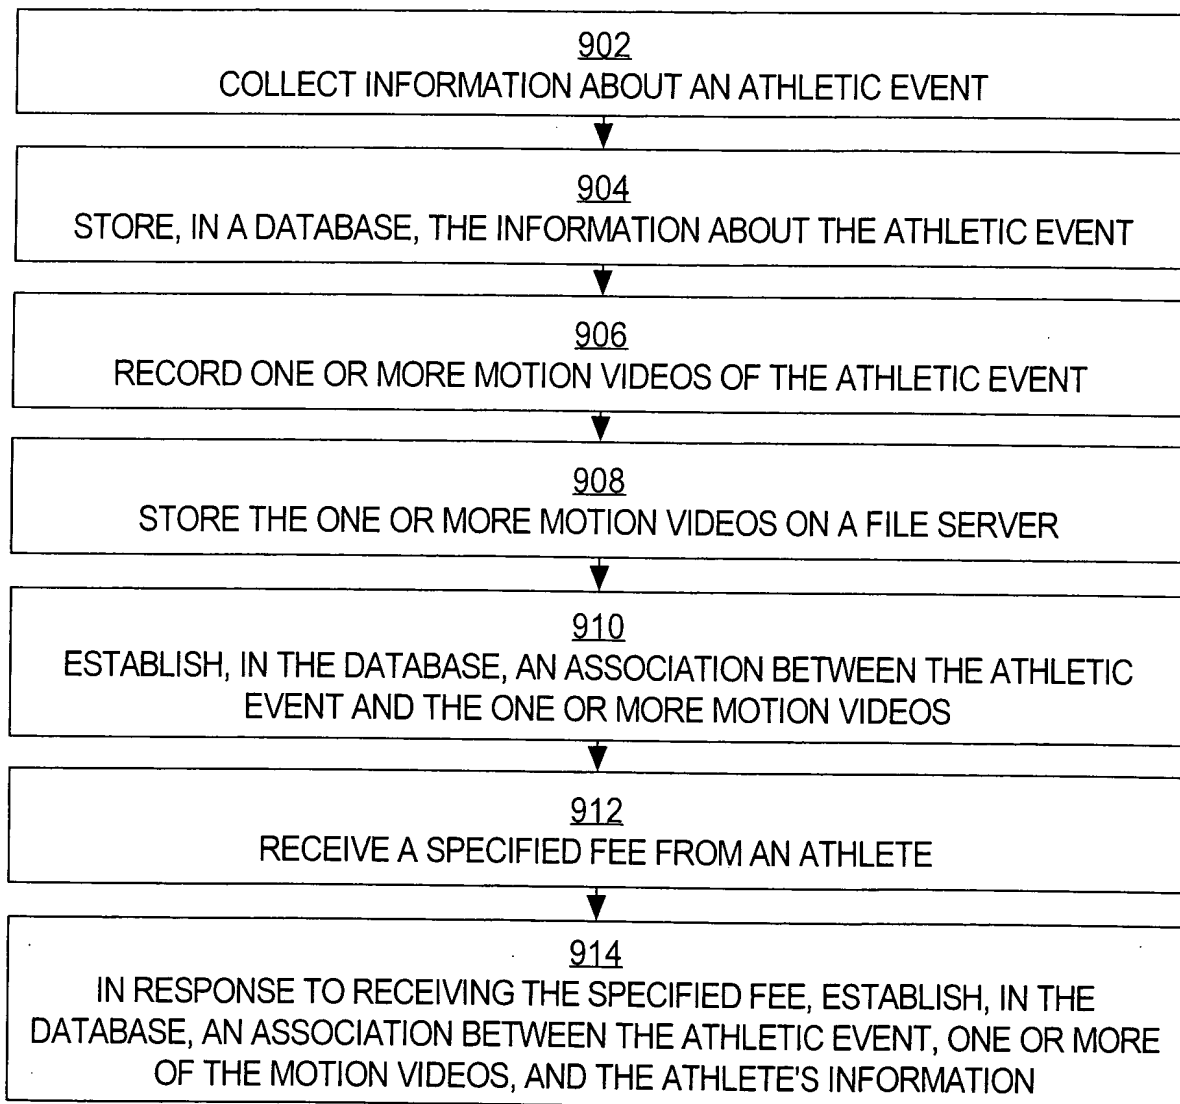 902
COLLECT INFORMATION ABOUT AN ATHLETIC EVENT
904
STORE, IN A DATABASE, THE INFORMATION ABOUT THE ATHLETIC EVENT
906
RECORD ONE OR MORE MOTION VIDEOS OF THE ATHLETIC EVENT
908
STORE THE ONE OR MORE MOTION VIDEOS ON A FILE SERVER
910
ESTABLISH, IN THE DATABASE, AN ASSOCIATION BETWEEN THE ATHLETIC
EVENT AND THE ONE OR MORE MOTION VIDEOS
912
RECEIVE A SPECIFIED FEE FROM AN ATHLETE
914
IN RESPONSE TO RECEIVING THE SPECIFIED FEE, ESTABLISH, IN THE
DATABASE, AN ASSOCIATION BETWEEN THE ATHLETIC EVENT, ONE OR MORE
OF THE MOTION VIDEOS, AND THE ATHLETE'S INFORMATION